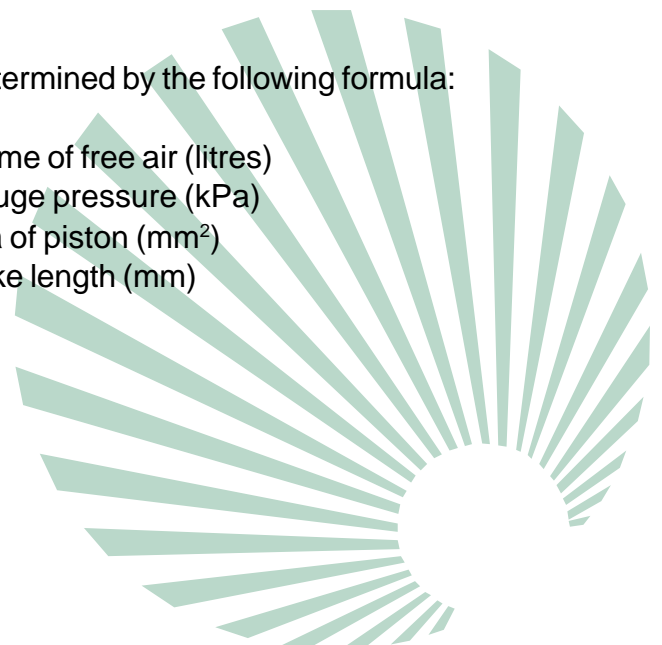 termined by the following formula:
me of free air (litres)
uge pressure (kPa)
a of piston (mm²)
ke length (mm)